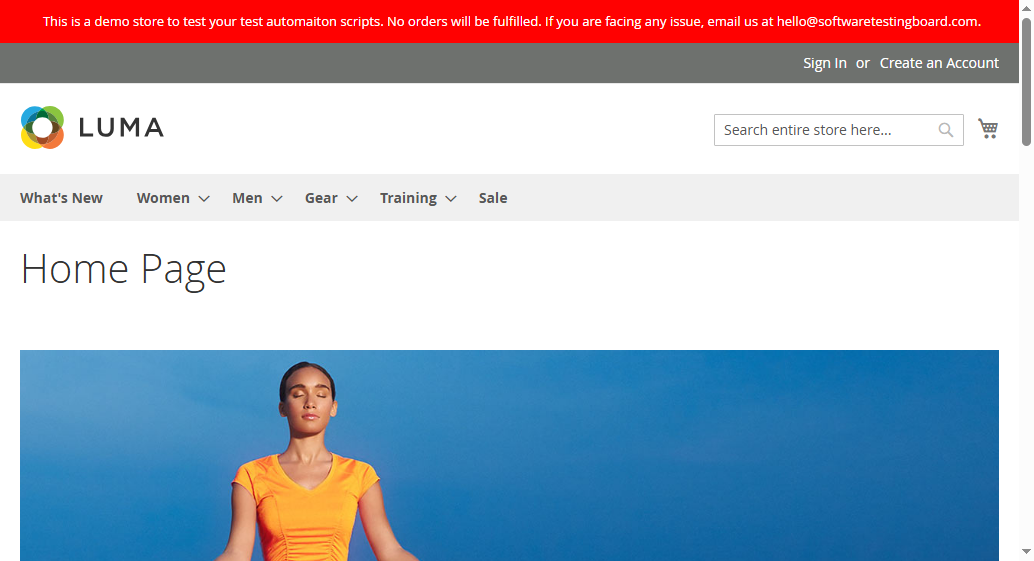 This is a demo store to test your test automaiton scripts. No orders will be fulfilled. If you are facing any issue, email us at hello@softwaretestingboard.com.
Sign In or Create an Account
LUMA
Search entire store here...
What's New Women Men Gear Training Sale
Home Page